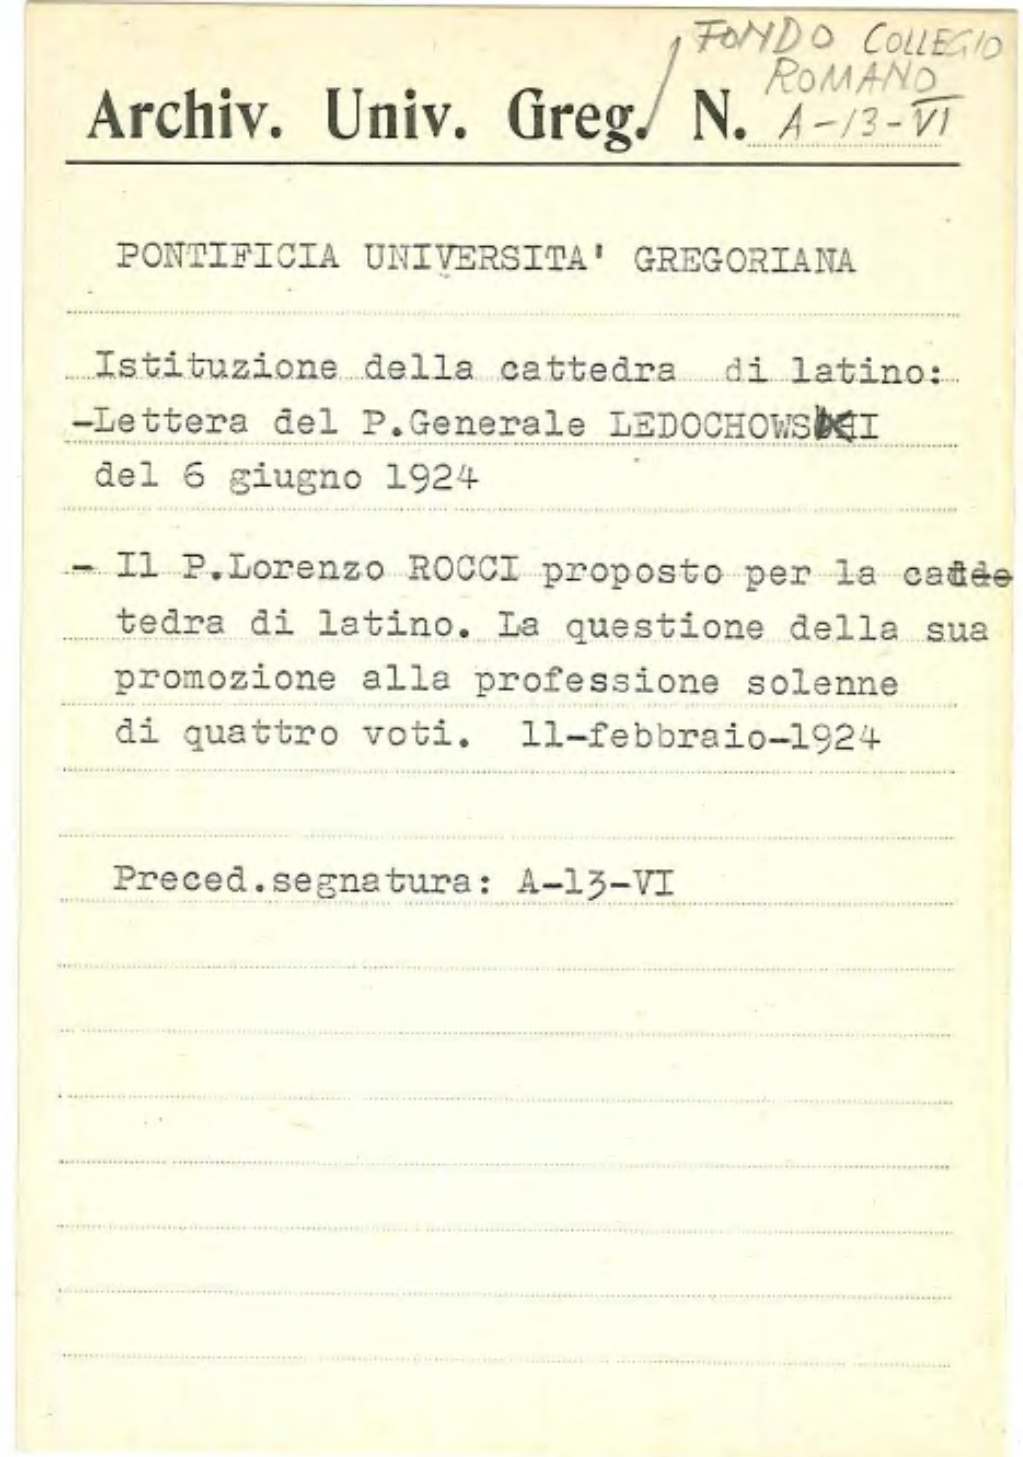 FONDO COLLEGIO
ROMANO
Archiv. Univ. Greg. N. A-13-VI
PONTIFICIA UNIVERSITA' GREGORIANA
Istituzione della cattedra di latino:
-Lettera del P.Generale LEDOCHOWSKI
del 6 giugno 1924
- Il P.Lorenzo ROCCI proposto per la cat
tedra di latino. La questione della sua
promozione alla professione solenne
di quattro voti. 11-febbraio-1924
Preced.segnatura: A-13-VI